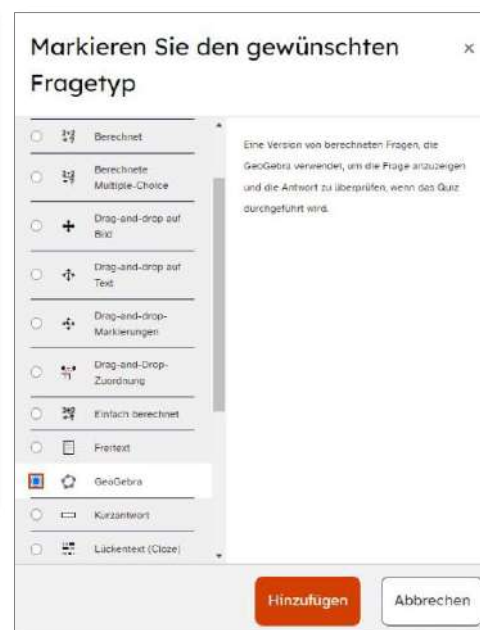 Markieren Sie den gewünschten ×
Fragetyp
Berechnet
Berechnete
Multiple-Choice
Drag-and-drop auf
Bild
Drag-and-drop auf
Text
Drag-and-drop-
Markierungen
Drag-and-Drop-
Zuordnung
Einfach berechnet
Freitext
GeoGebra
Kurzantwort
Lückentext (Cloze)
Eine Version von berechneten Fragen, die
GeoGebra verwendet, um die Frage anzuzeigen
und die Antwort zu überprüfen, wenn das Quiz
durchgeführt wird.
Hinzufügen
Abbrechen